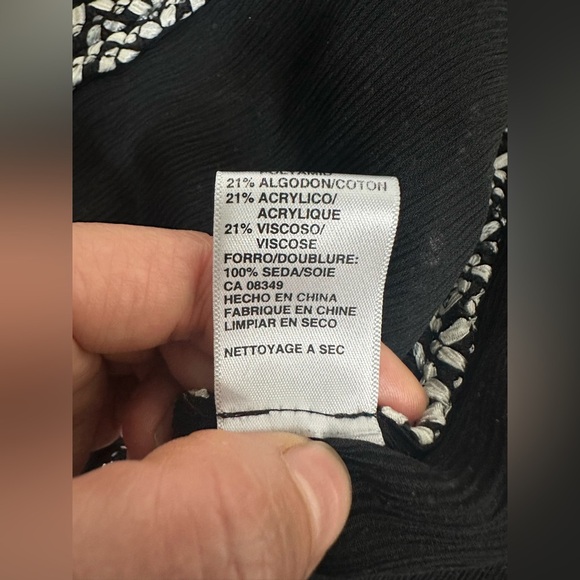 21% ALGODON/COTON
21% ACRYLICO/
ACRYLIQUE
21% VISCOSO/
VISCOSE
FORRO/DOUBLURE:
100% SEDA/SOIE
CA 08349
HECHO EN CHINA
FABRIQUE EN CHINE
LIMPIAR EN SECO
NETTOYAGE A SEC